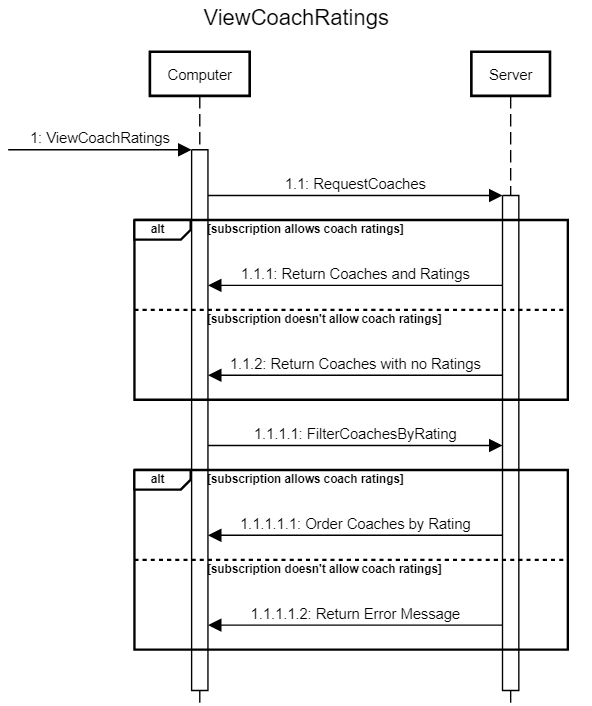 ViewCoachRatings
Computer
Server
1: ViewCoachRatings
1.1: RequestCoaches
alt
[subscription allows coach ratings]
1.1.1: Return Coaches and Ratings
[subscription doesn't allow coach ratings]
1.1.2: Return Coaches with no Ratings
1.1.1.1: FilterCoachesByRating
alt
[subscription allows coach ratings]
1.1.1.1.1: Order Coaches by Rating
[subscription doesn't allow coach ratings]
1.1.1.1.2: Return Error Message